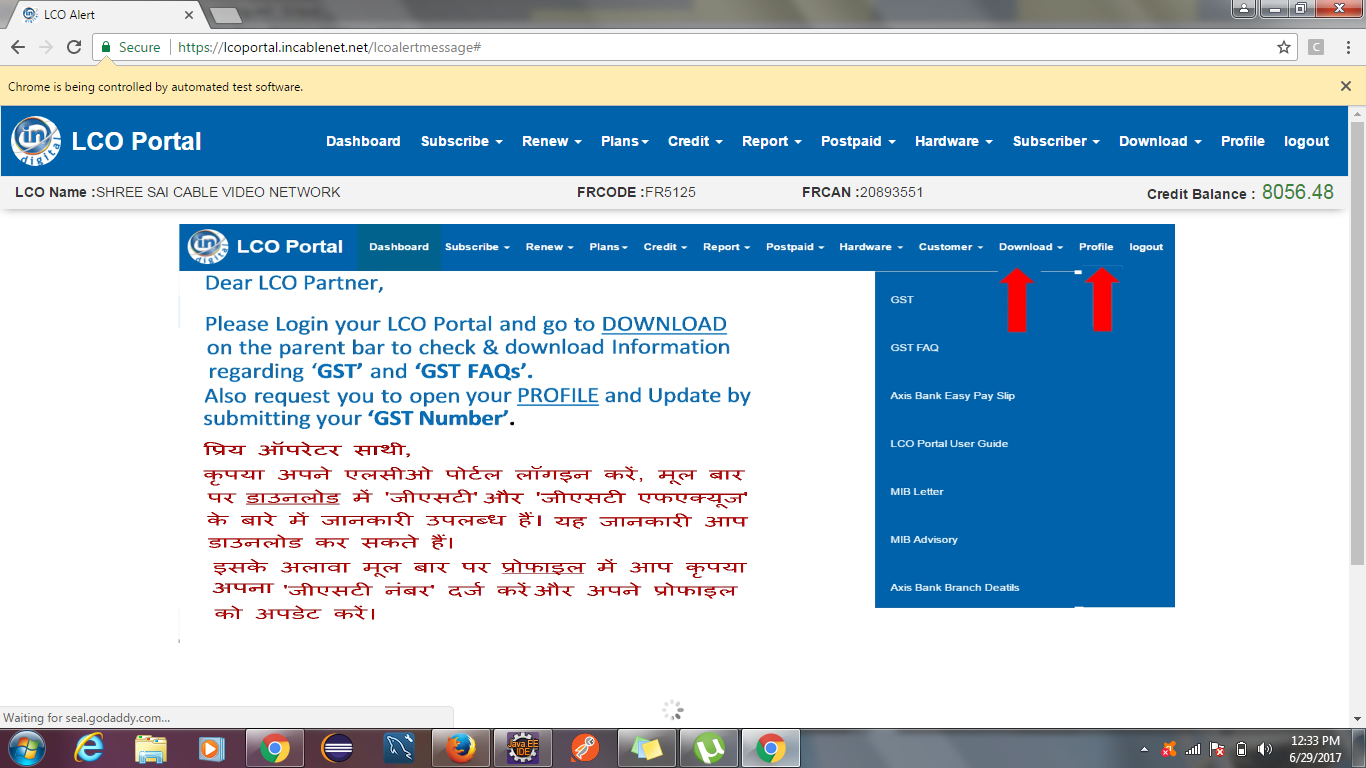 LCO Alert
Secure https://lcoportal.incablenet.net/lcoalertmessage#
C
Chrome is being controlled by automated test software.
in digital LCO Portal Dashboard Subscribe Renew Plans Credit Report Postpaid Hardware Subscriber Download Profile logout
LCO Name :SHREE SAI CABLE VIDEO NETWORK FRCODE :FR5125 FRCAN :20893551 Credit Balance : 8056.48
in digital LCO Portal Dashboard Subscribe Renew Plans Credit Report Postpaid Hardware Customer Download Profile logout
Dear LCO Partner,
Please Login your LCO Portal and go to DOWNLOAD
on the parent bar to check & download Information
regarding ‘GST’ and ‘GST FAQs’.
Also request you to open your PROFILE and Update by
submitting your ‘GST Number’.
प्रिय ऑपरेटर साथी,
कृपया अपने एलसीओ पोर्टल लॉगइन करें, मूल बार
पर डाउनलोड में 'जीएसटी' और 'जीएसटी एफएक्यूज'
के बारे में जानकारी उपलब्ध हैं। यह जानकारी आप
डाउनलोड कर सकते हैं।
इसके अलावा मूल बार पर प्रोफाइल में आप कृपया
अपना 'जीएसटी नंबर' दर्ज करें और अपने प्रोफाइल
को अपडेट करें।
GST
GST FAQ
Axis Bank Easy Pay Slip
LCO Portal User Guide
MIB Letter
MIB Advisory
Axis Bank Branch Deatils
Waiting for seal.godaddy.com...
Java EE
IDE
12:33 PM
6/29/2017